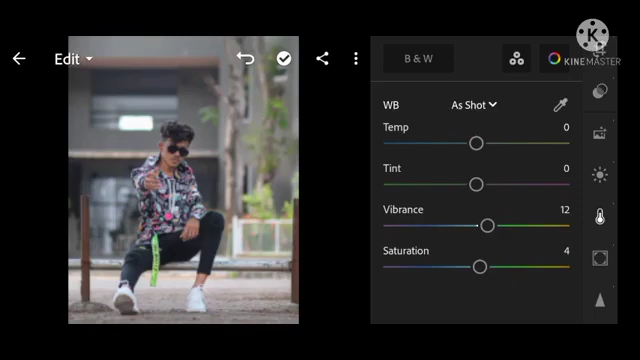 Edit
B & W
KINEMASTER
WB As Shot
Temp 0
Tint 0
Vibrance 12
Saturation 4